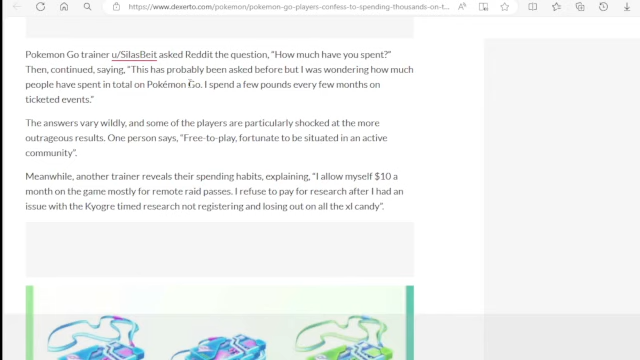 https://www.dexerto.com/pokemon/pokemon-go-players-confess-to-spending-thousands-on-t...
Pokemon Go trainer u/SilasBeit asked Reddit the question, “How much have you spent?”
Then, continued, saying, “This has probably been asked before but I was wondering how much
people have spent in total on Pokémon Go. I spend a few pounds every few months on
ticketed events.”
The answers vary wildly, and some of the players are particularly shocked at the more
outrageous results. One person says, “Free-to-play, fortunate to be situated in an active
community”.
Meanwhile, another trainer reveals their spending habits, explaining, “I allow myself $10 a
month on the game mostly for remote raid passes. I refuse to pay for research after I had an
issue with the Kyogre timed research not registering and losing out on all the xl candy”.